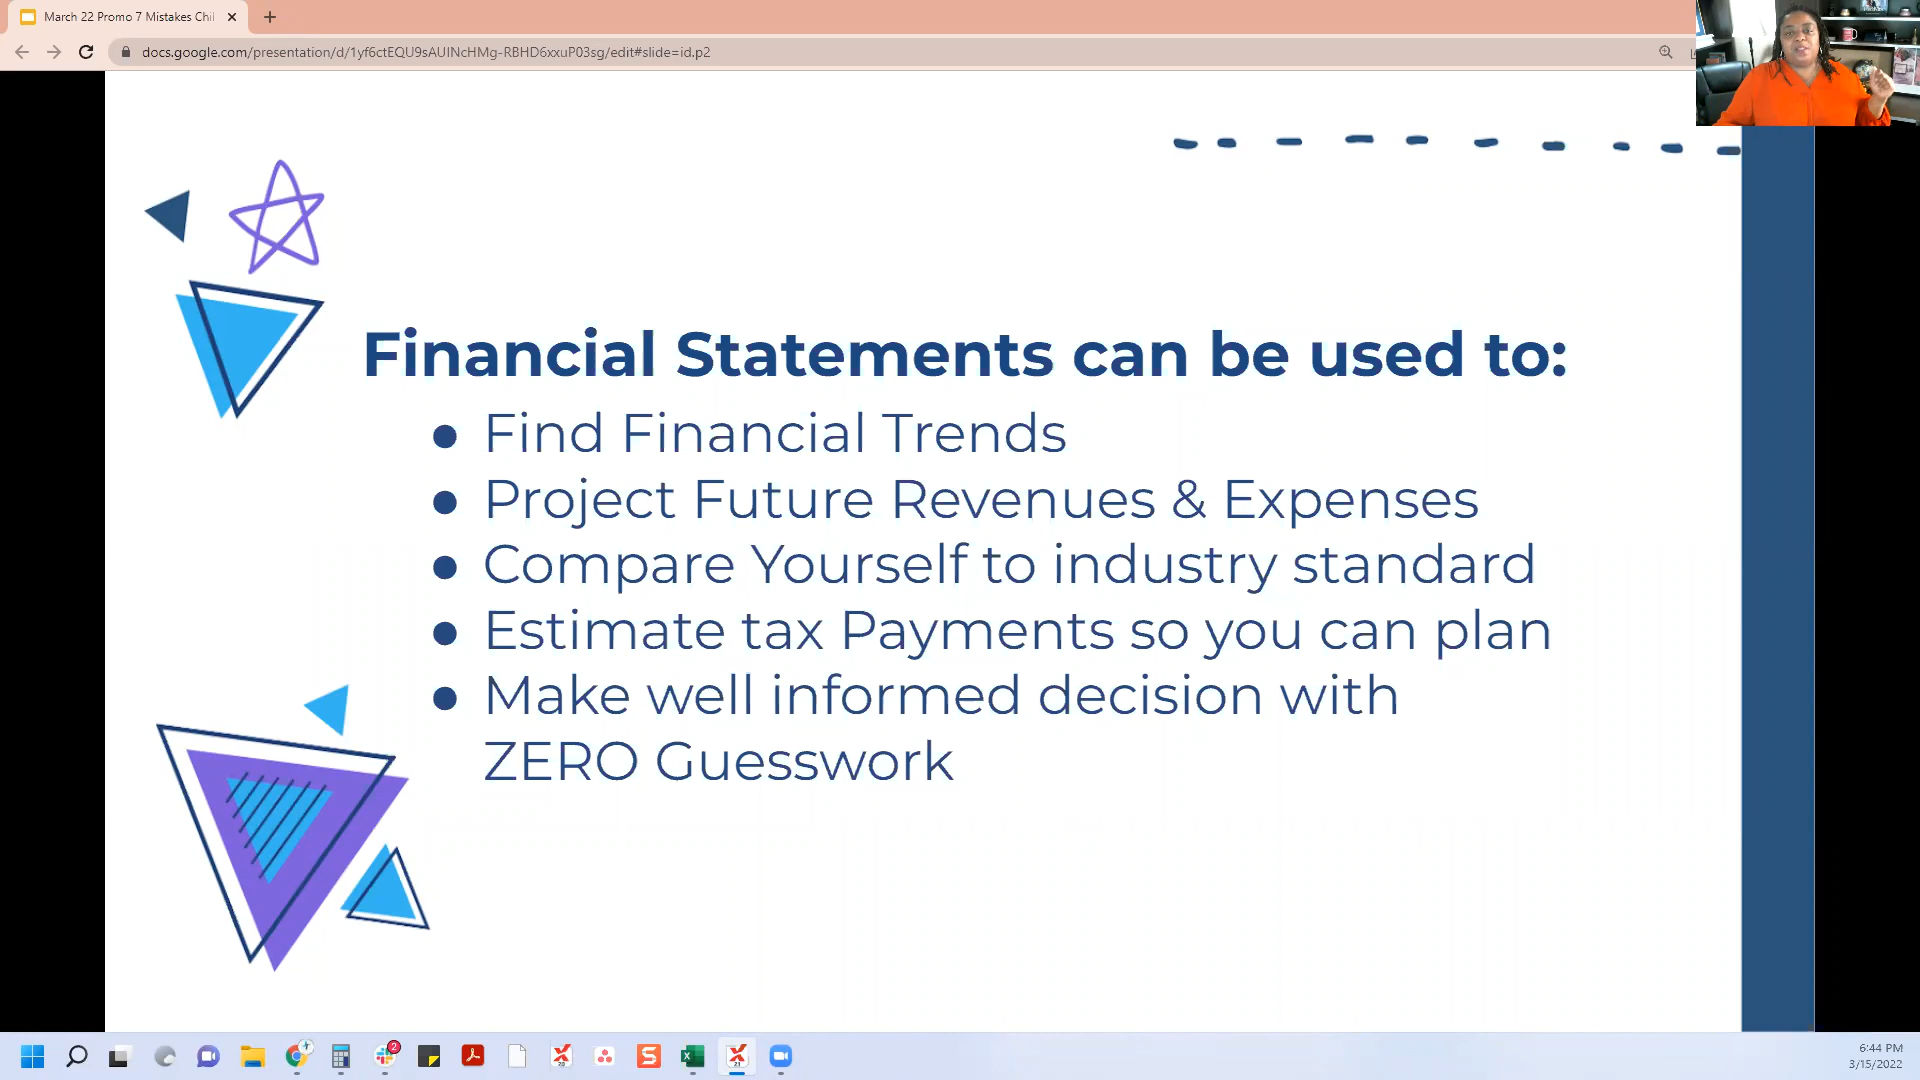 March 22 Promo 7 Mistakes Chil
docs.google.com/presentation/d/1yf6ctEQU9sAUINcHMg-RBHD6xxuP03sg/edit#slide=id.p2
Financial Statements can be used to:
● Find Financial Trends
● Project Future Revenues & Expenses
● Compare Yourself to industry standard
● Estimate tax Payments so you can plan
● Make well informed decision with
ZERO Guesswork
2
6:44 PM
3/15/2022